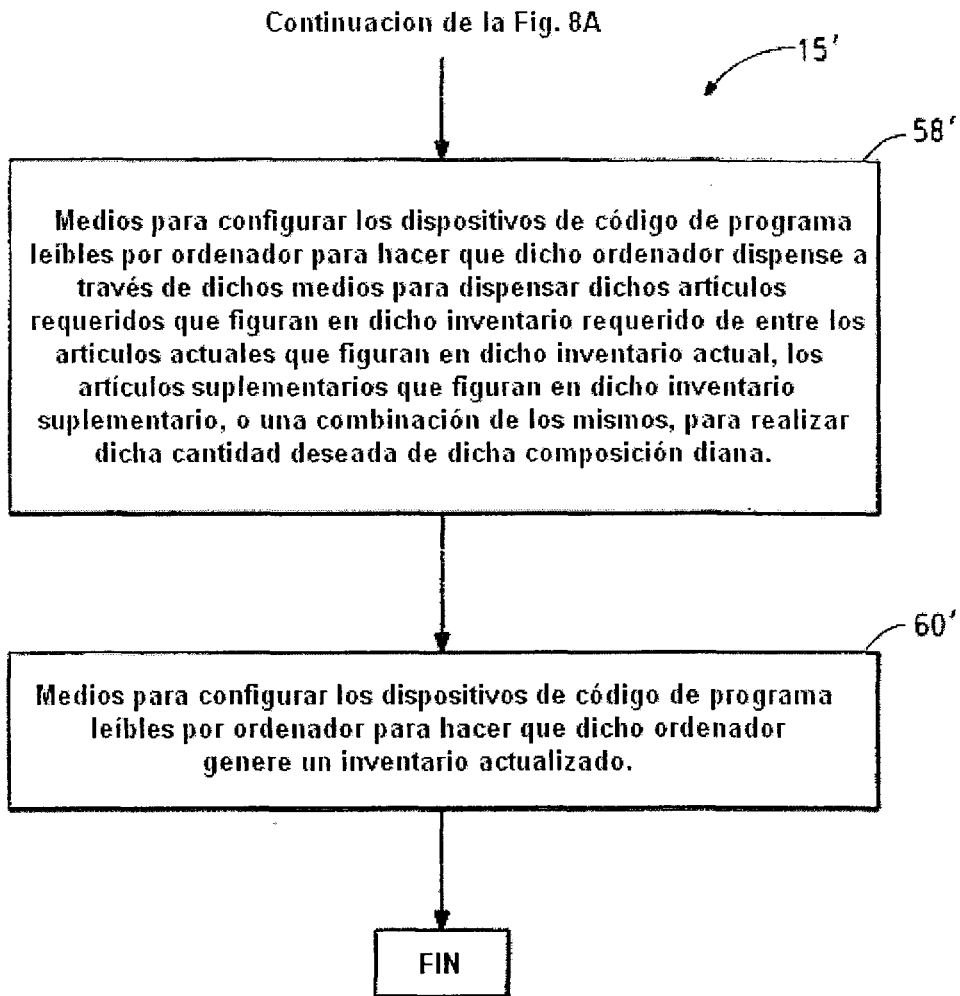 Continuacion de la Fig. 8A
15'
58'
Medios para configurar los dispositivos de código de programa
leíbles por ordenador para hacer que dicho ordenador dispense a
través de dichos medios para dispensar dichos artículos
requeridos que figuran en dicho inventario requerido de entre los
artículos actuales que figuran en dicho inventario actual, los
artículos suplementarios que figuran en dicho inventario
suplementario, o una combinación de los mismos, para realizar
dicha cantidad deseada de dicha composición diana.
60'
Medios para configurar los dispositivos de código de programa
leíbles por ordenador para hacer que dicho ordenador
genere un inventario actualizado.
FIN